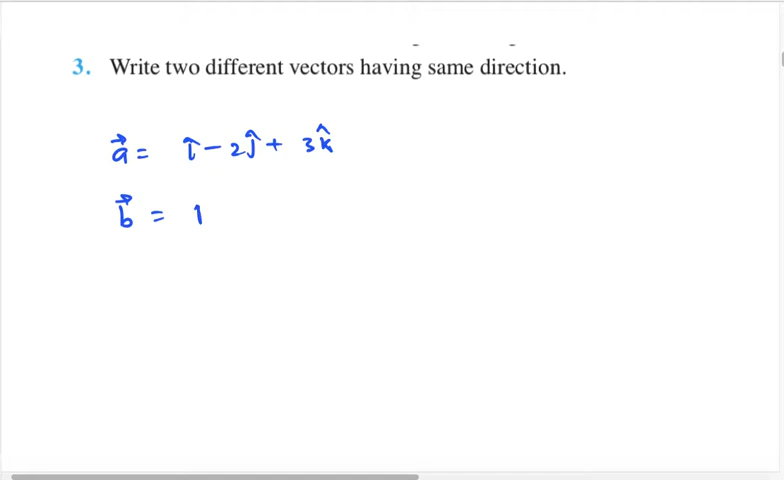 3. Write two different vectors having same direction.
a⃗ = î - 2ĵ + 3k̂
b⃗ = 1